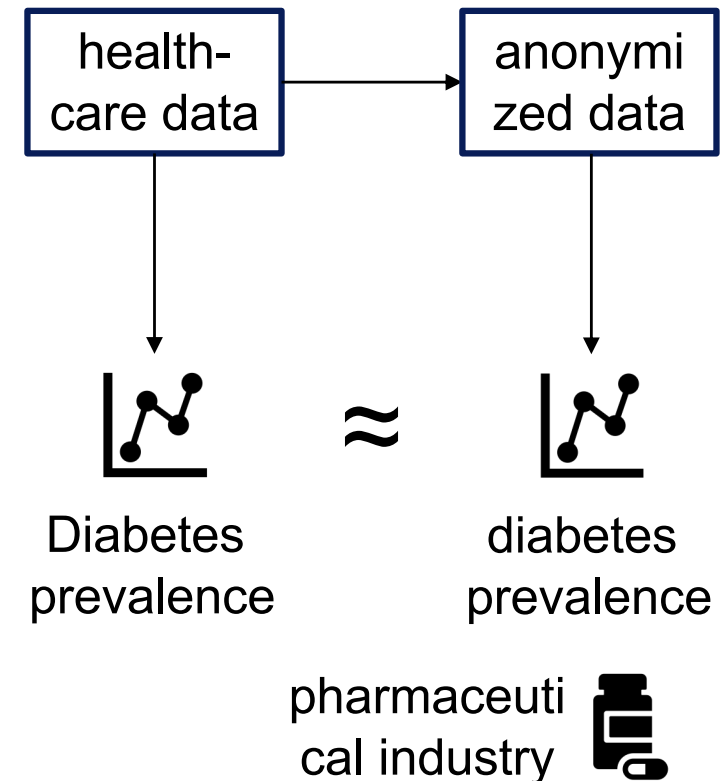 health-
care data
anonymi
zed data
≈
Diabetes
prevalence
diabetes
prevalence
pharmaceuti
cal industry